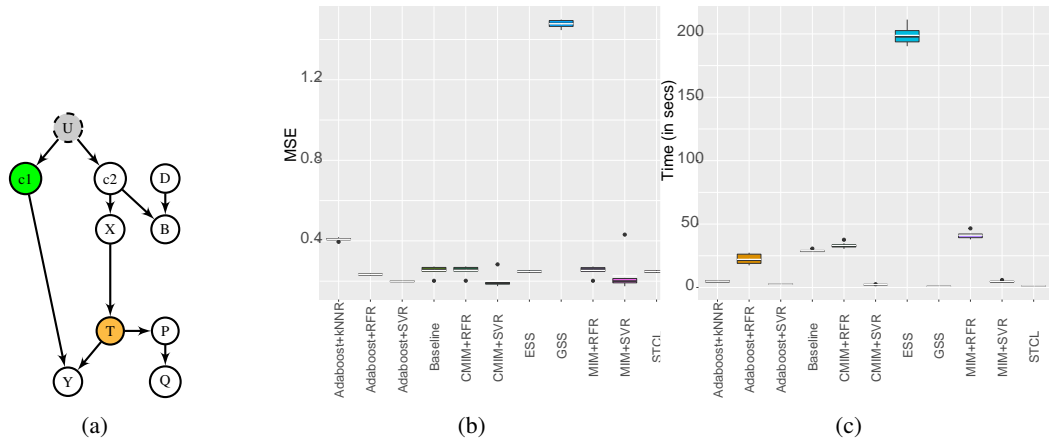 U
c1
c2
D
X
B
T
P
Y
Q
(a)
MSE
1.2
0.8
0.4
Adaboost+kNNR
Adaboost+RFR
Adaboost+SVR
Baseline
CMIM+RFR
CMIM+SVR
ESS
GSS
MIM+RFR
MIM+SVR
STCL
(b)
Time (in secs)
200
150
100
50
0
Adaboost+kNNR
Adaboost+RFR
Adaboost+SVR
Baseline
CMIM+RFR
CMIM+SVR
ESS
GSS
MIM+RFR
MIM+SVR
STCL
(c)